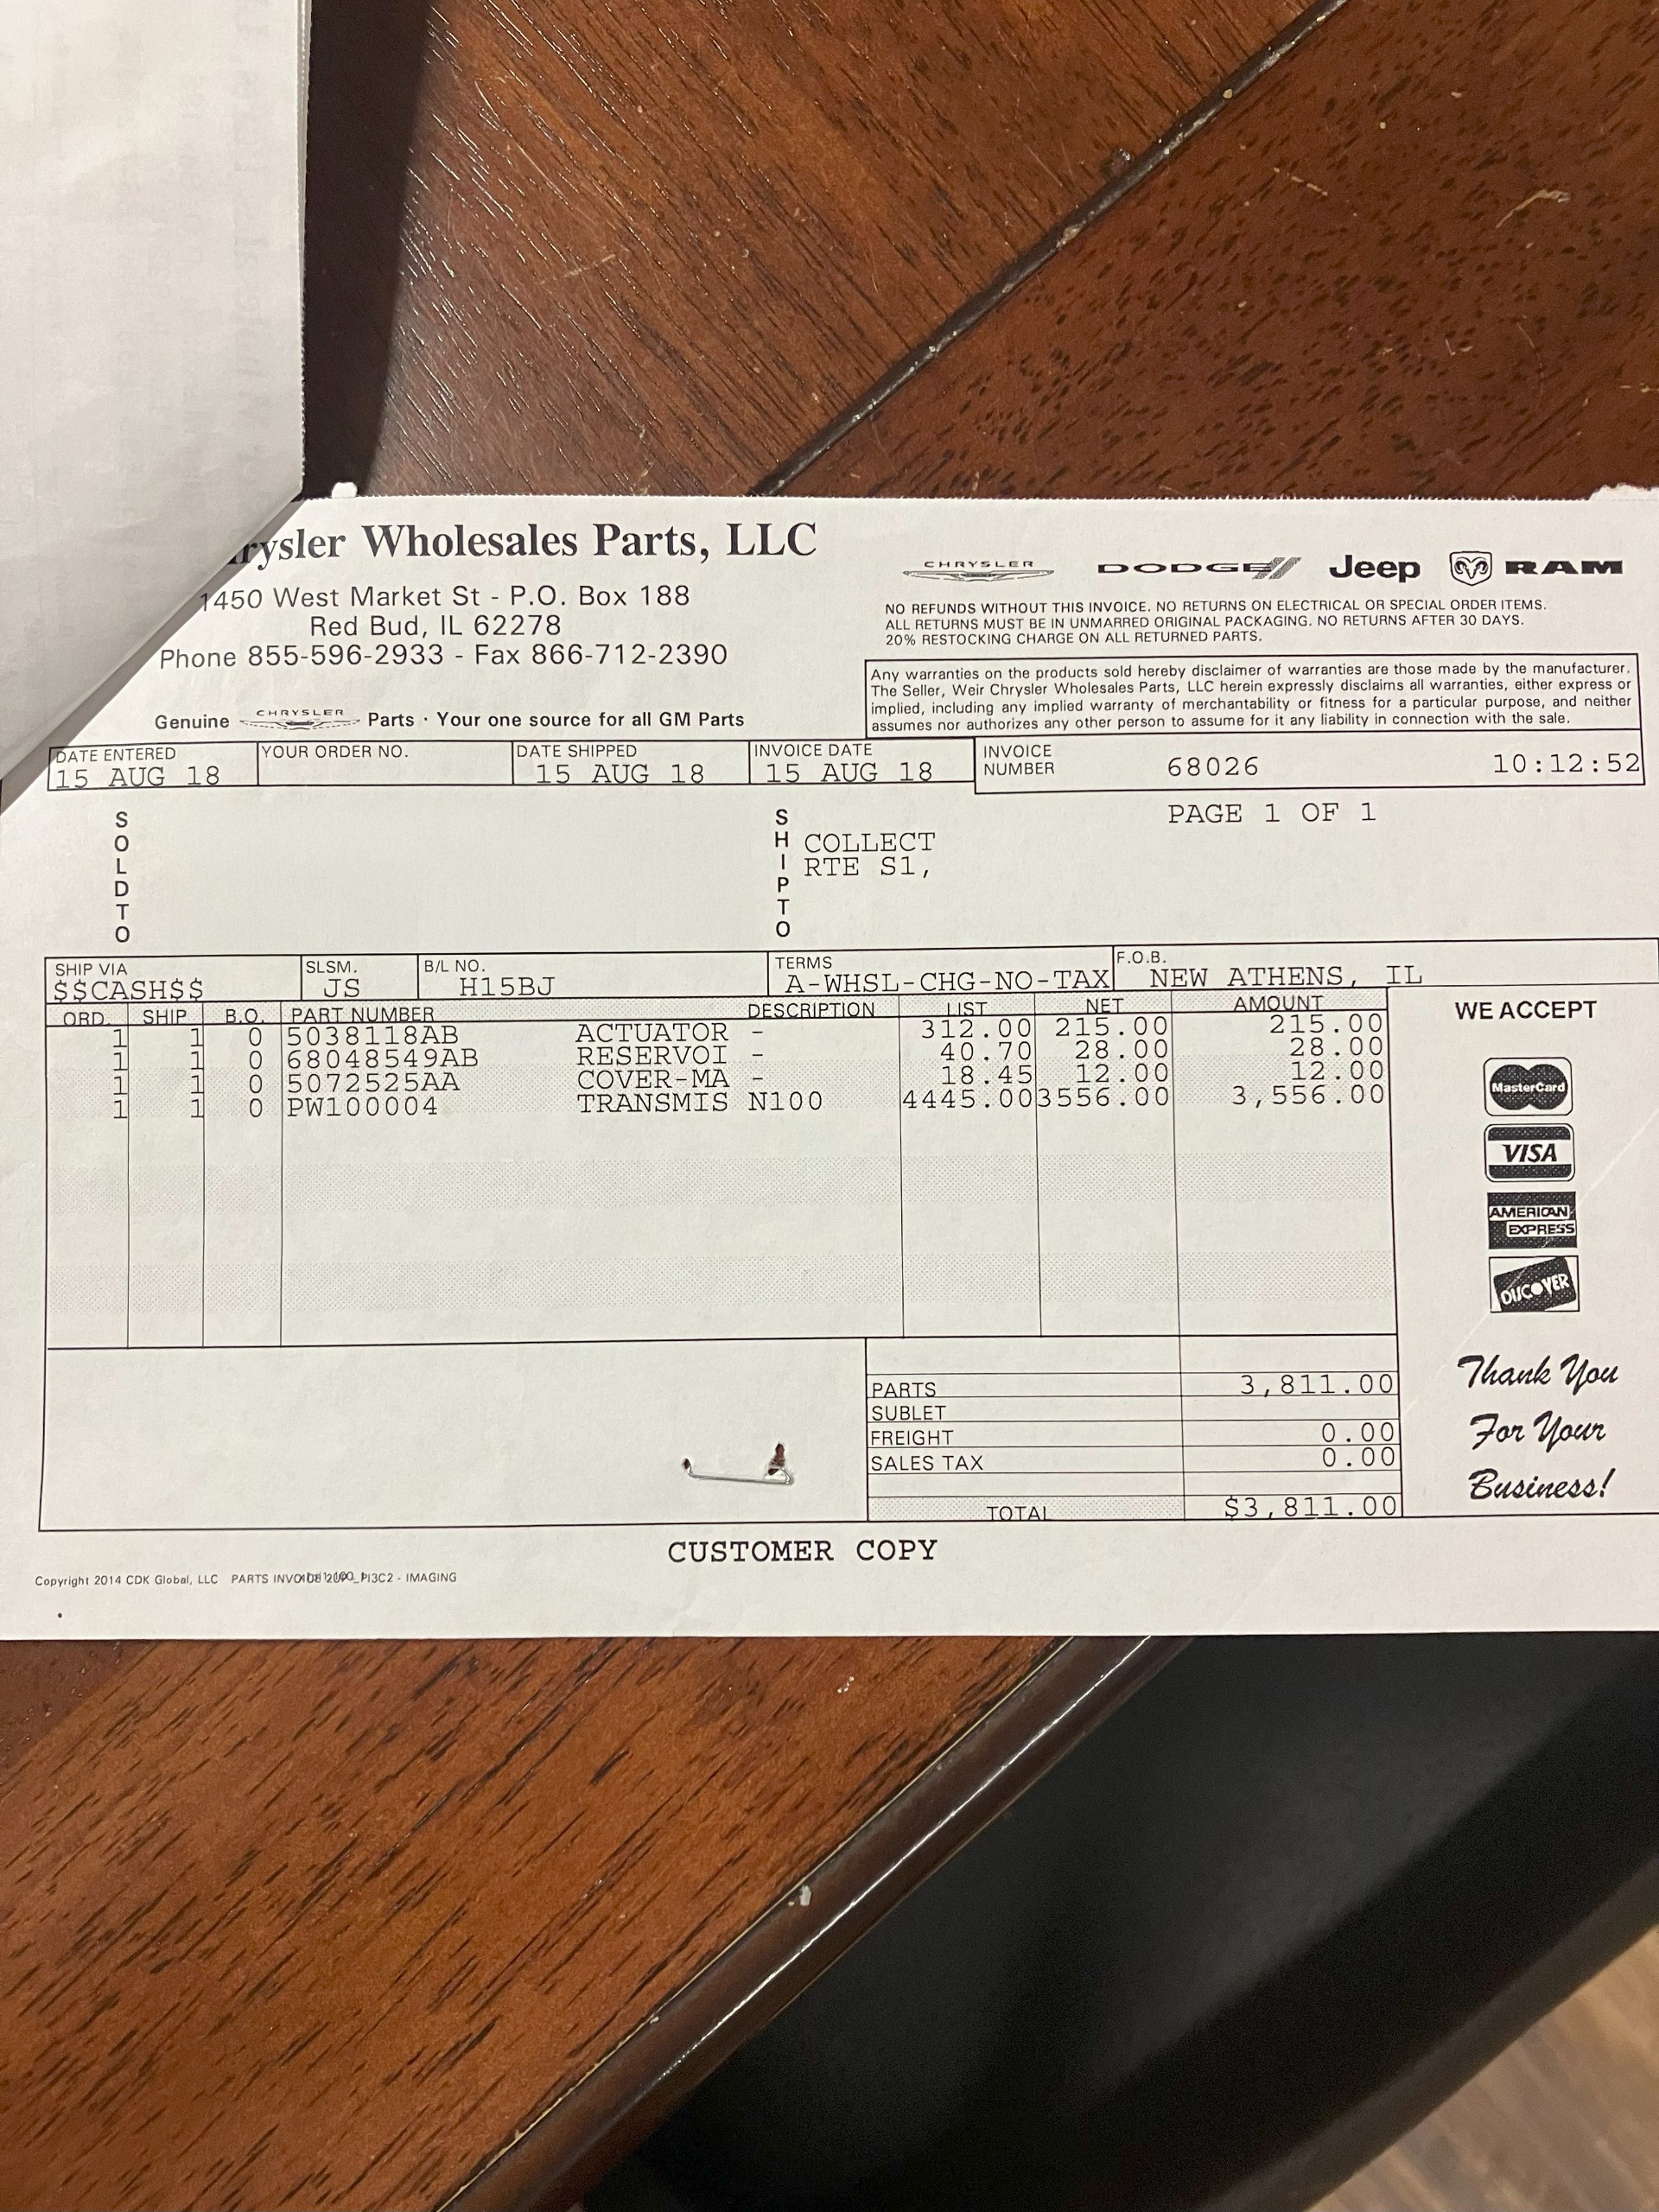 Wholesales Parts, LLC
1450 West Market St - P.O. Box 188
Red Bud, IL 62278
Phone 855-596-2933 - Fax 866-712-2390
Genuine CHRYSLER Parts · Your one source for all GM Parts
CHRYSLER DODGE Jeep RAM
NO REFUNDS WITHOUT THIS INVOICE. NO RETURNS ON ELECTRICAL OR SPECIAL ORDER ITEMS.
ALL RETURNS MUST BE IN UNMARRED ORIGINAL PACKAGING. NO RETURNS AFTER 30 DAYS.
20% RESTOCKING CHARGE ON ALL RETURNED PARTS.
Any warranties on the products sold hereby disclaimer of warranties are those made by the manufacturer.
The Seller, Weir Chrysler Wholesales Parts, LLC herein expressly disclaims all warranties, either express or
implied, including any implied warranty of merchantability or fitness for a particular purpose, and neither
assumes nor authorizes any other person to assume for it any liability in connection with the sale.
DATE ENTERED YOUR ORDER NO. DATE SHIPPED INVOICE DATE INVOICE NUMBER
15 AUG 18 15 AUG 18 15 AUG 18 68026 10:12:52
PAGE 1 OF 1
SOLD TO
SHIP TO
COLLECT
RTE S1,
SHIP VIA SLSM. B/L NO. TERMS F.O.B.
$$CASH$$ JS H15BJ A-WHSL-CHG-NO-TAX NEW ATHENS, IL
ORD. SHIP B.O. PART NUMBER DESCRIPTION LIST NET AMOUNT
1 1 0 5038118AB ACTUATOR - 312.00 215.00 215.00
1 1 0 68048549AB RESERVOI - 40.70 28.00 28.00
1 1 0 5072525AA COVER-MA - 18.45 12.00 12.00
1 1 0 PW100004 TRANSMIS N100 4445.00 3556.00 3,556.00
WE ACCEPT
MasterCard
VISA
AMERICAN
EXPRESS
DISCOVER
PARTS 3,811.00
SUBLET
FREIGHT 0.00
SALES TAX 0.00
TOTAL $3,811.00
Thank You
For Your
Business!
CUSTOMER COPY
Copyright 2014 CDK Global, LLC PARTS - IMAGING